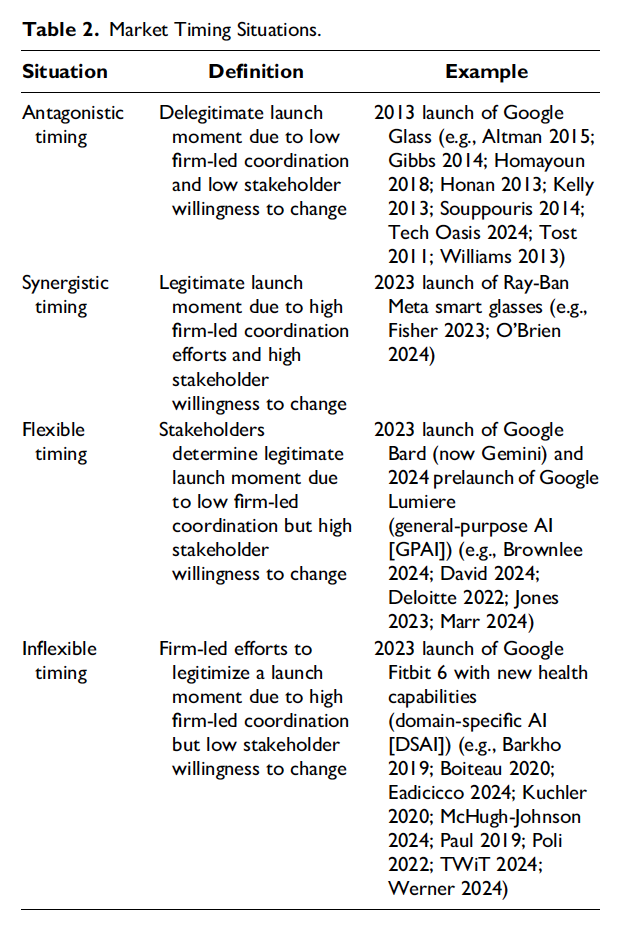 Table 2. Market Timing Situations.
Situation Definition Example
Antagonistic timing
Delegitimate launch
moment due to low
firm-led coordination
and low stakeholder
willingness to change
2013 launch of Google
Glass (e.g., Altman 2015;
Gibbs 2014; Homayoun
2018; Honan 2013; Kelly
2013; Souppouris 2014;
Tech Oasis 2024; Tost
2011; Williams 2013)
Synergistic
timing
Legitimate launch
moment due to high
firm-led coordination
efforts and high
stakeholder
willingness to change
2023 launch of Ray-Ban
Meta smart glasses (e.g.,
Fisher 2023; O’Brien
2024)
Flexible
timing
Stakeholders
determine legitimate
launch moment due
to low firm-led
coordination but high
stakeholder
willingness to change
2023 launch of Google
Bard (now Gemini) and
2024 prelaunch of Google
Lumiere
(general-purpose AI
[GPAI]) (e.g., Brownlee
2024; David 2024;
Deloitte 2022; Jones
2023; Marr 2024)
Inflexible
timing
Firm-led efforts to
legitimize a launch
moment due to high
firm-led coordination
but low stakeholder
willingness to change
2023 launch of Google
Fitbit 6 with new health
capabilities
(domain-specific AI
[DSAI]) (e.g., Barkho
2019; Boiteau 2020;
Eadicicco 2024; Kuchler
2020; McHugh-Johnson
2024; Paul 2019; Poli
2022; TWiT 2024;
Werner 2024)